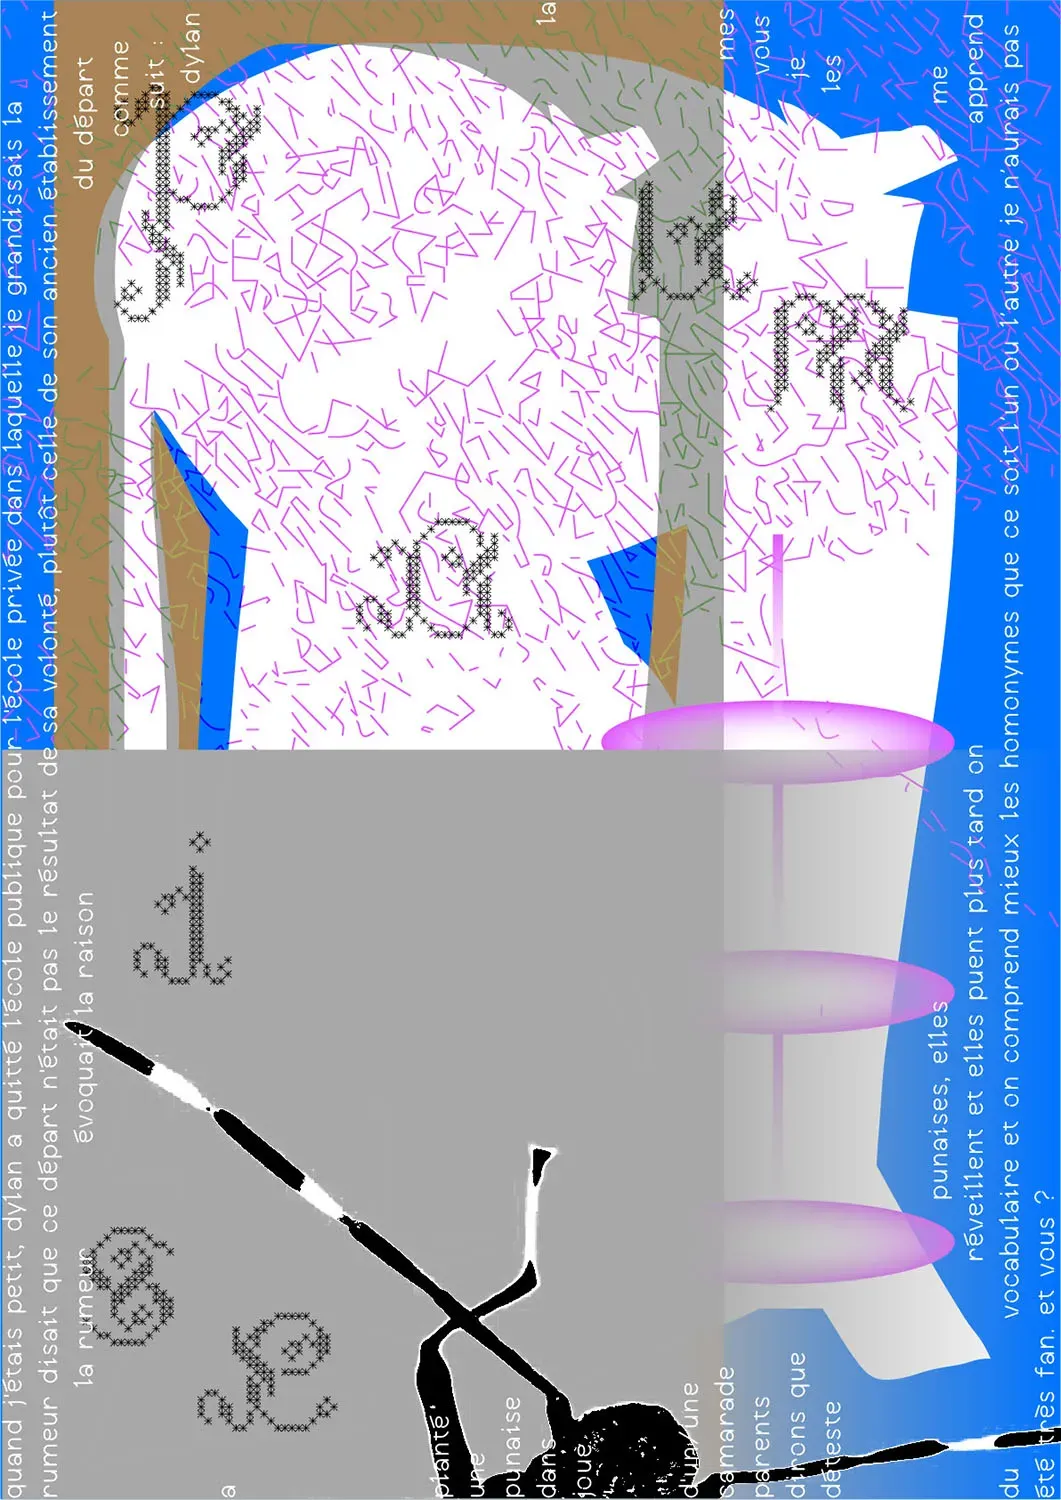 quand j'étais petit, dylan a quitté l'école publique pour l'école privée dans laquelle je grandissais la
rumeur disait que ce départ n'était pas le résultat de sa volonté, plutôt celle de son ancien établissement
la rumeur évoquait la raison du départ
comme
suit :
dylan
a
planté
une
punaise
dans la
joue
d'un/une
camarade mes
parents vous
dirons que je
déteste les
punaises, elles me
réveillent et elles puent plus tard on apprend
du vocabulaire et on comprend mieux les homonymes que ce soit l'un ou l'autre je n'aurais pas
été très fan. et vous ?